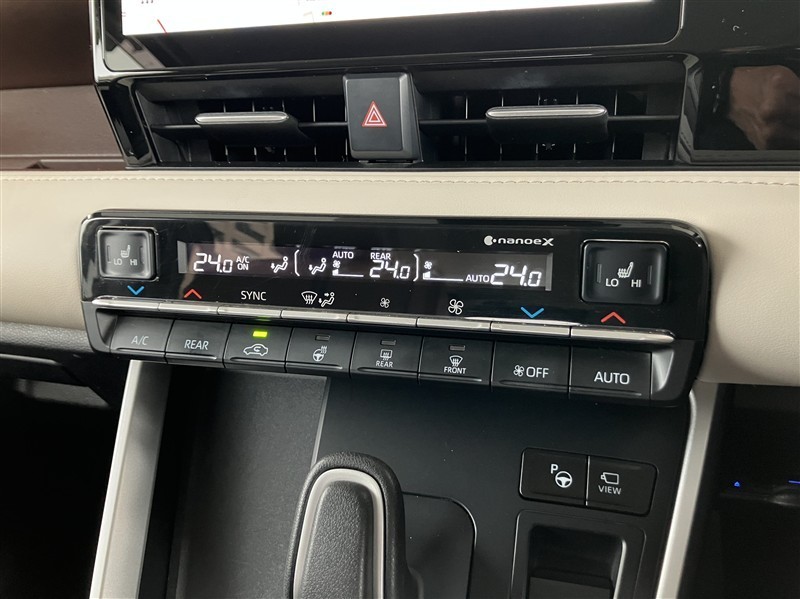 nanoeX
LO HI
24.0 A/C ON
AUTO REAR 24.0
AUTO 24.0
LO HI
SYNC
A/C REAR
REAR
FRONT
OFF AUTO
P
VIEW